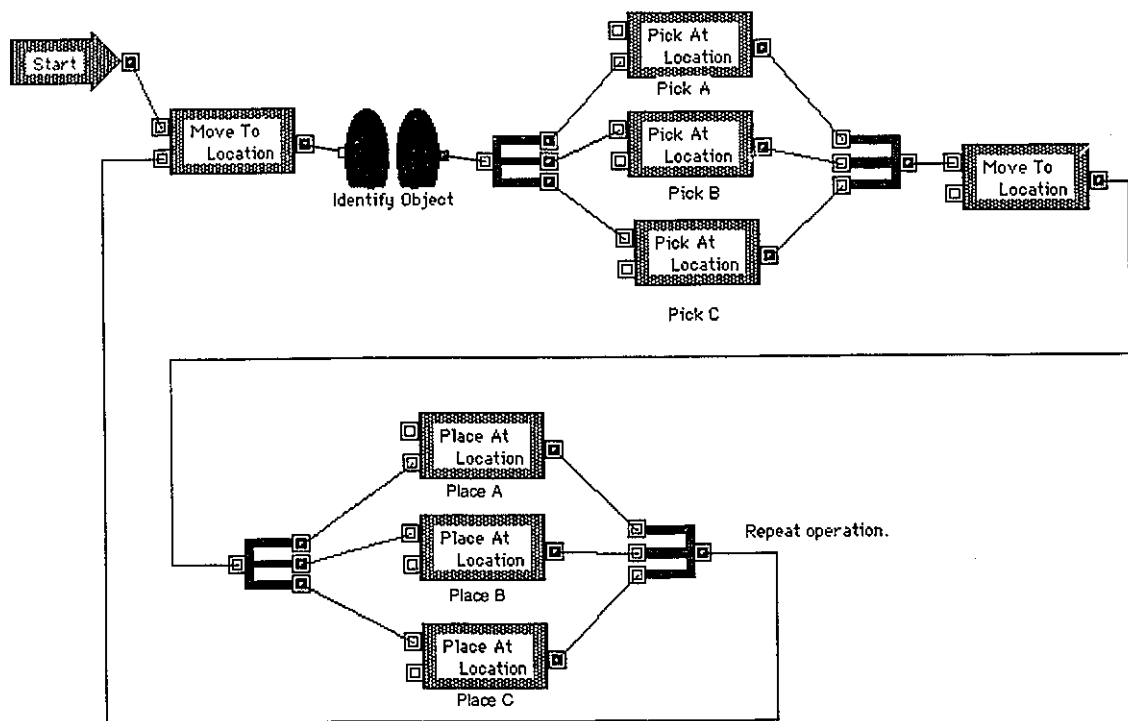 Start
Move To
Location
Identify Object
Pick At
Location
Pick A
Pick At
Location
Pick B
Pick At
Location
Pick C
Move To
Location
Place At
Location
Place A
Place At
Location
Place B
Place At
Location
Place C
Repeat operation.